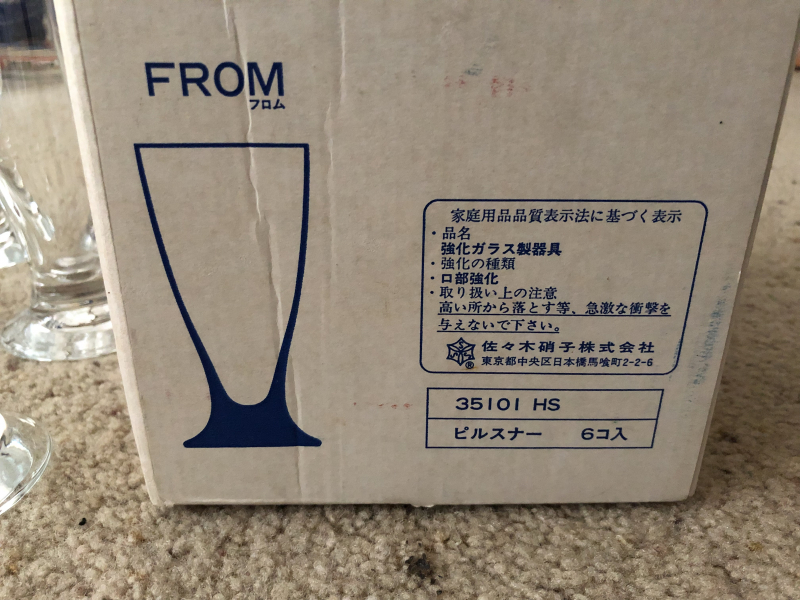 FROM
フロム
家庭用品品質表示法に基づく表示
・品名
強化ガラス製器具
・強化の種類
・口部強化
・取り扱い上の注意
高い所から落とす等、急激な衝撃を
与えないで下さい。
® 佐々木硝子株式会社
東京都中央区日本橋馬喰町2-2-6
35101 HS
ピルスナー 6コ入